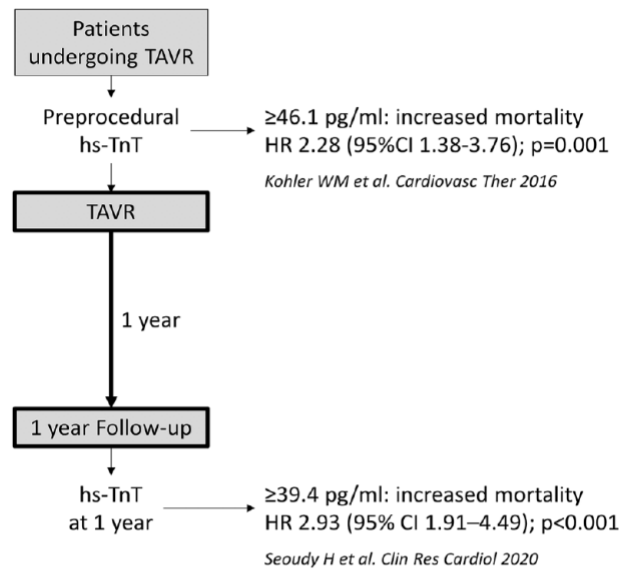 Patients
undergoing TAVR
Preprocedural
hs-TnT
≥46.1 pg/ml: increased mortality
HR 2.28 (95%CI 1.38-3.76); p=0.001
Kohler WM et al. Cardiovasc Ther 2016
TAVR
1 year
1 year Follow-up
hs-TnT
at 1 year
≥39.4 pg/ml: increased mortality
HR 2.93 (95% CI 1.91–4.49); p<0.001
Seoudy H et al. Clin Res Cardiol 2020